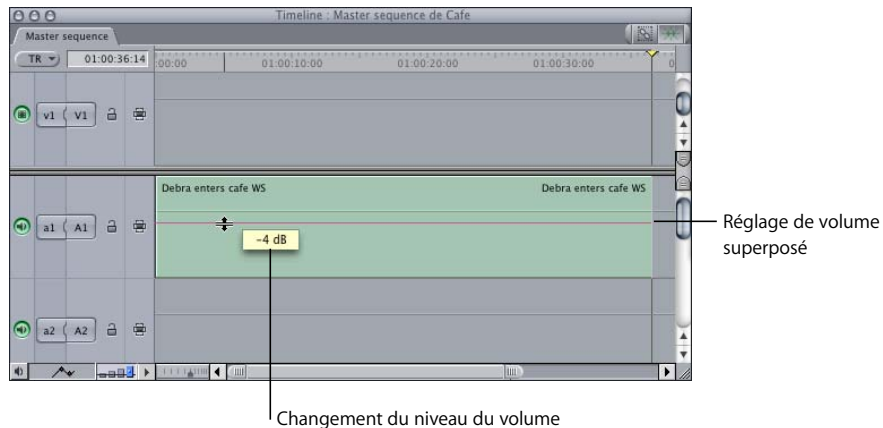 Timeline : Master sequence de Cafe
Master sequence
TR 01:00:36:14 :00:00 01:00:10:00 01:00:20:00 01:00:30:00 0
v1 V1
Debra enters cafe WS Debra enters cafe WS
a1 A1
-4 dB
Réglage de volume
superposé
a2 A2
Changement du niveau du volume